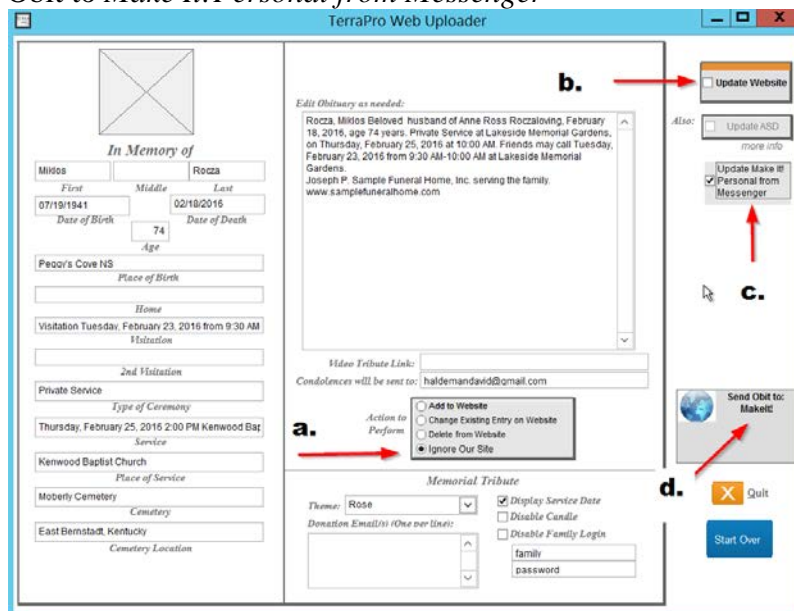 Obit to Make It! Personal from Messenger
TerraPro Web Uploader
In Memory of
Miklos Rocza
First Middle Last
07/19/1941 02/18/2016
Date of Birth Date of Death
74
Age
Peggy's Cove NS
Place of Birth
Home
Visitation Tuesday, February 23, 2016 from 9:30 AM
Visitation
2nd Visitation
Private Service
Type of Ceremony
Thursday, February 25, 2016 2:00 PM Kenwood Bap
Service
Kenwood Baptist Church
Place of Service
Moberly Cemetery
Cemetery
East Bernstadt, Kentucky
Cemetery Location
Edit Obituary as needed:
Rocza, Miklos Beloved husband of Anne Ross Roczaloving, February
18, 2016, age 74 years. Private Service at Lakeside Memorial Gardens,
on Thursday, February 25, 2016 at 10:00 AM. Friends may call Tuesday,
February 23, 2016 from 9:30 AM-10:00 AM at Lakeside Memorial
Gardens.
Joseph P. Sample Funeral Home, Inc. serving the family.
www.samplefuneralhome.com
Video Tribute Link:
Condolences will be sent to: haldemandavid@gmail.com
Action to
Perform
Add to Website
Change Existing Entry on Website
Delete from Website
Ignore Our Site
a.
Memorial Tribute
Theme: Rose
Donation Email(s) (One per line):
Display Service Date
Disable Candle
Disable Family Login
family
password
b.
Update Website
Also: Update ASD
more info
Update Make It!
Personal from
Messenger
c.
Send Obit to:
MakeIt!
d.
X Quit
Start Over